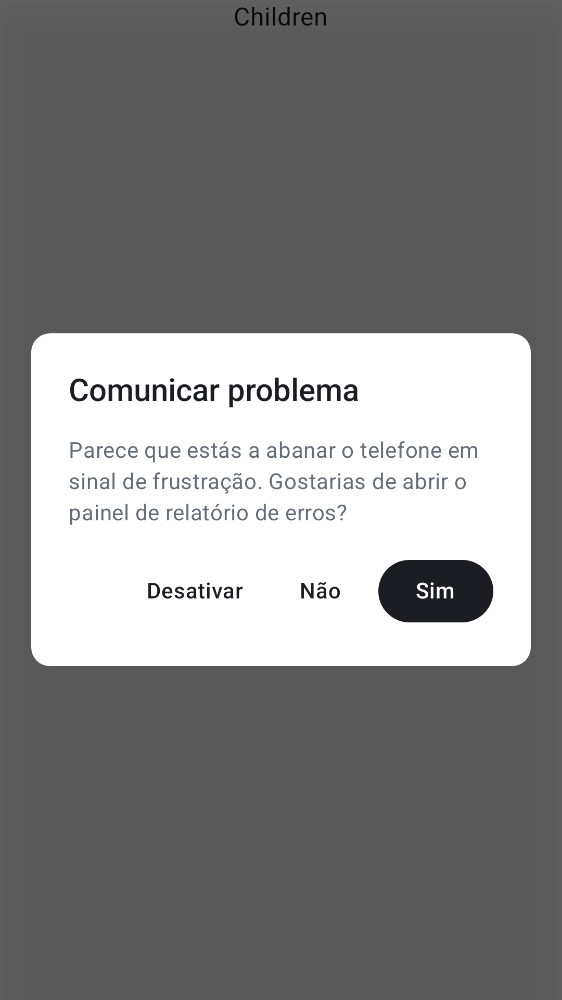 Children
Comunicar problema
Parece que estás a abanar o telefone em
sinal de frustração. Gostarias de abrir o
painel de relatório de erros?
Desativar Não Sim